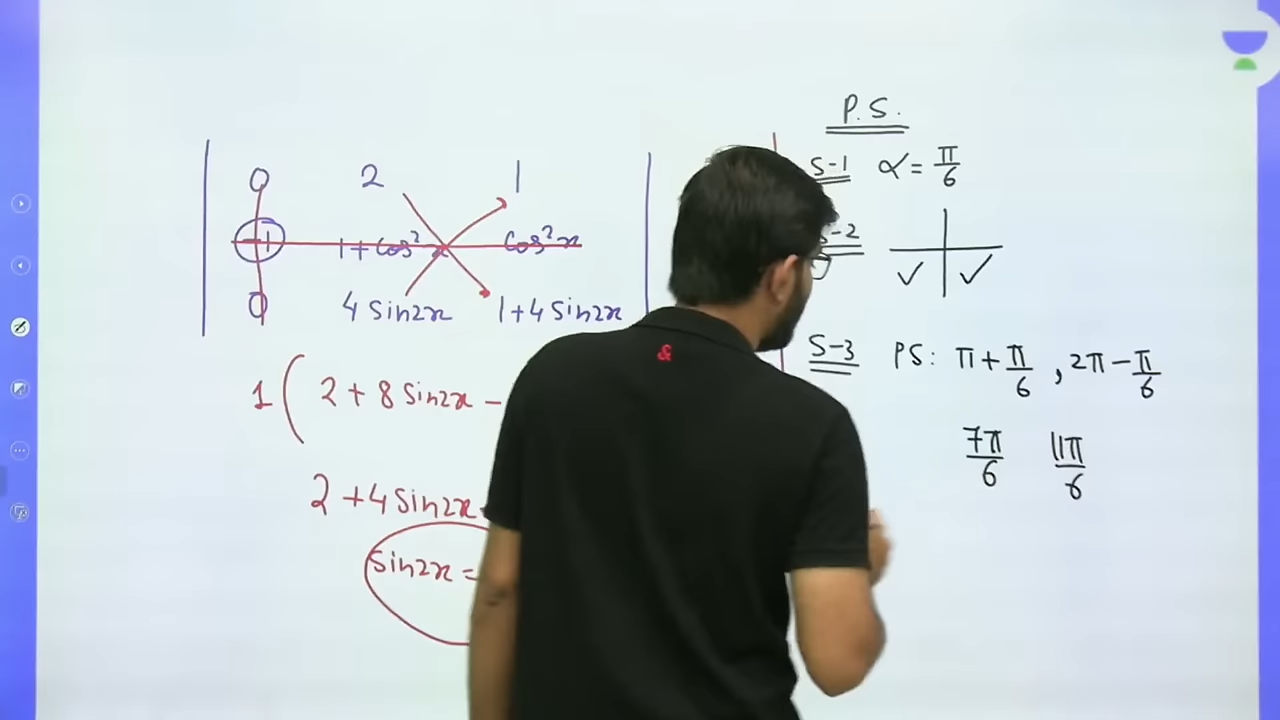 0 2 1
-1 1+cos²x cos²x
0 4 sin2x 1+4 sin2x
1( 2 + 8 sin2x −
2 + 4 sin2x
sin2x =
P.S.
S-1 α = π/6
S-2
S-3 PS: π + π/6 , 2π − π/6
7π/6 11π/6